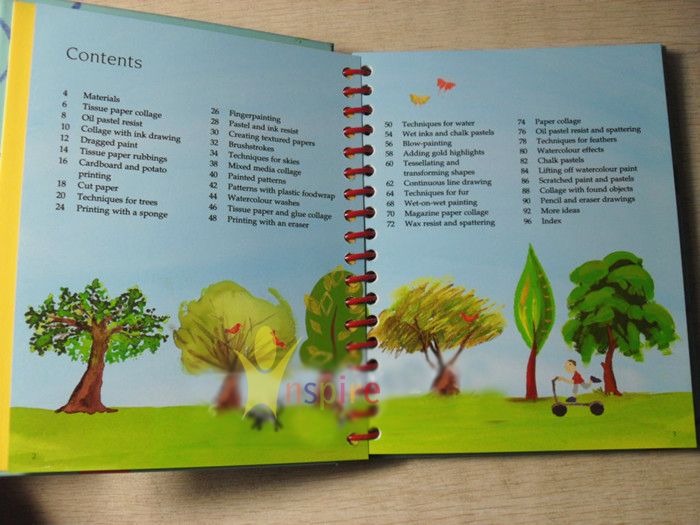 Contents
4 Materials
6 Tissue paper collage
8 Oil pastel resist
10 Collage with ink drawing
12 Dragged paint
14 Tissue paper rubbings
16 Cardboard and potato
printing
18 Cut paper
20 Techniques for trees
24 Printing with a sponge
26 Fingerpainting
28 Pastel and ink resist
30 Creating textured papers
32 Brushstrokes
34 Techniques for skies
38 Mixed media collage
40 Painted patterns
42 Patterns with plastic foodwrap
44 Watercolour washes
46 Tissue paper and glue collage
48 Printing with an eraser
50 Techniques for water
54 Wet inks and chalk pastels
56 Blow-painting
58 Adding gold highlights
60 Tessellating and
transforming shapes
62 Continuous line drawing
64 Techniques for fur
68 Wet-on-wet painting
70 Magazine paper collage
72 Wax resist and spattering
74 Paper collage
76 Oil pastel resist and spattering
78 Techniques for feathers
80 Watercolour effects
82 Chalk pastels
84 Lifting off watercolour paint
86 Scratched paint and pastels
88 Collage with found objects
90 Pencil and eraser drawings
92 More ideas
96 Index
nspire
2
3